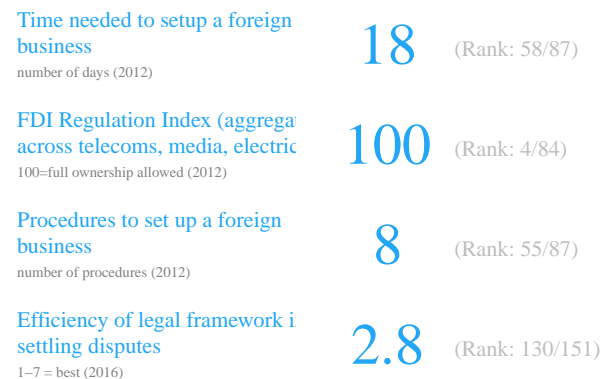 Time needed to setup a foreign
business
number of days (2012)
18
(Rank: 58/87)
FDI Regulation Index
across telecoms, media,
100=full ownership allowed (2012)
100
(Rank: 4/84)
Procedures to set up a foreign
business
number of procedures (2012)
8
(Rank: 55/87)
Efficiency of legal framework
settling disputes
1–7 = best (2016)
2.8
(Rank: 130/151)